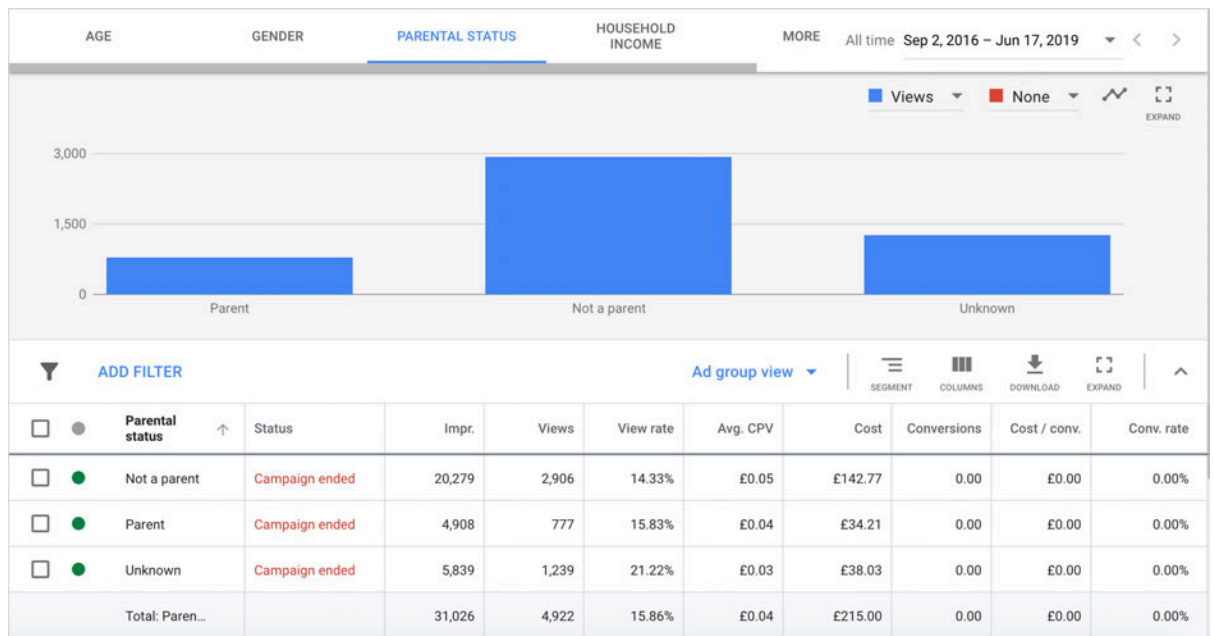 AGE GENDER PARENTAL STATUS HOUSEHOLD INCOME MORE All time Sep 2, 2016 – Jun 17, 2019
Views None
EXPAND
3,000
1,500
0
Parent Not a parent Unknown
ADD FILTER Ad group view SEGMENT COLUMNS DOWNLOAD EXPAND
Parental status Status Impr. Views View rate Avg. CPV Cost Conversions Cost / conv. Conv. rate
Not a parent Campaign ended 20,279 2,906 14.33% £0.05 £142.77 0.00 £0.00 0.00%
Parent Campaign ended 4,908 777 15.83% £0.04 £34.21 0.00 £0.00 0.00%
Unknown Campaign ended 5,839 1,239 21.22% £0.03 £38.03 0.00 £0.00 0.00%
Total: Paren... 31,026 4,922 15.86% £0.04 £215.00 0.00 £0.00 0.00%